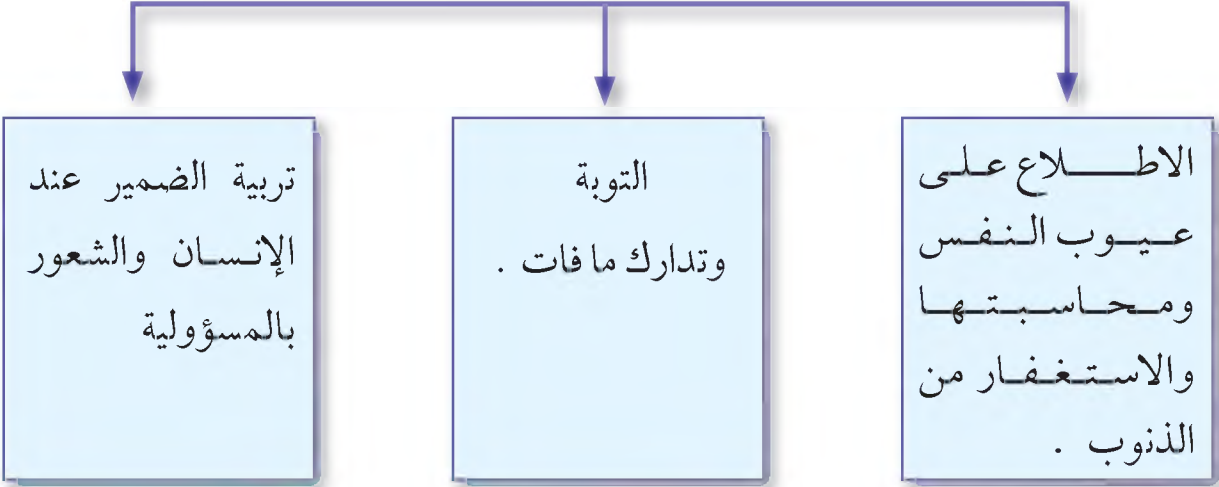 الاطلاع على
عيوب النفس
ومحاسبتها
والاستغفار من
الذنوب .
التوبة
وتدارك ما فات .
تربية الضمير عند
الإنسان والشعور
بالمسؤولية